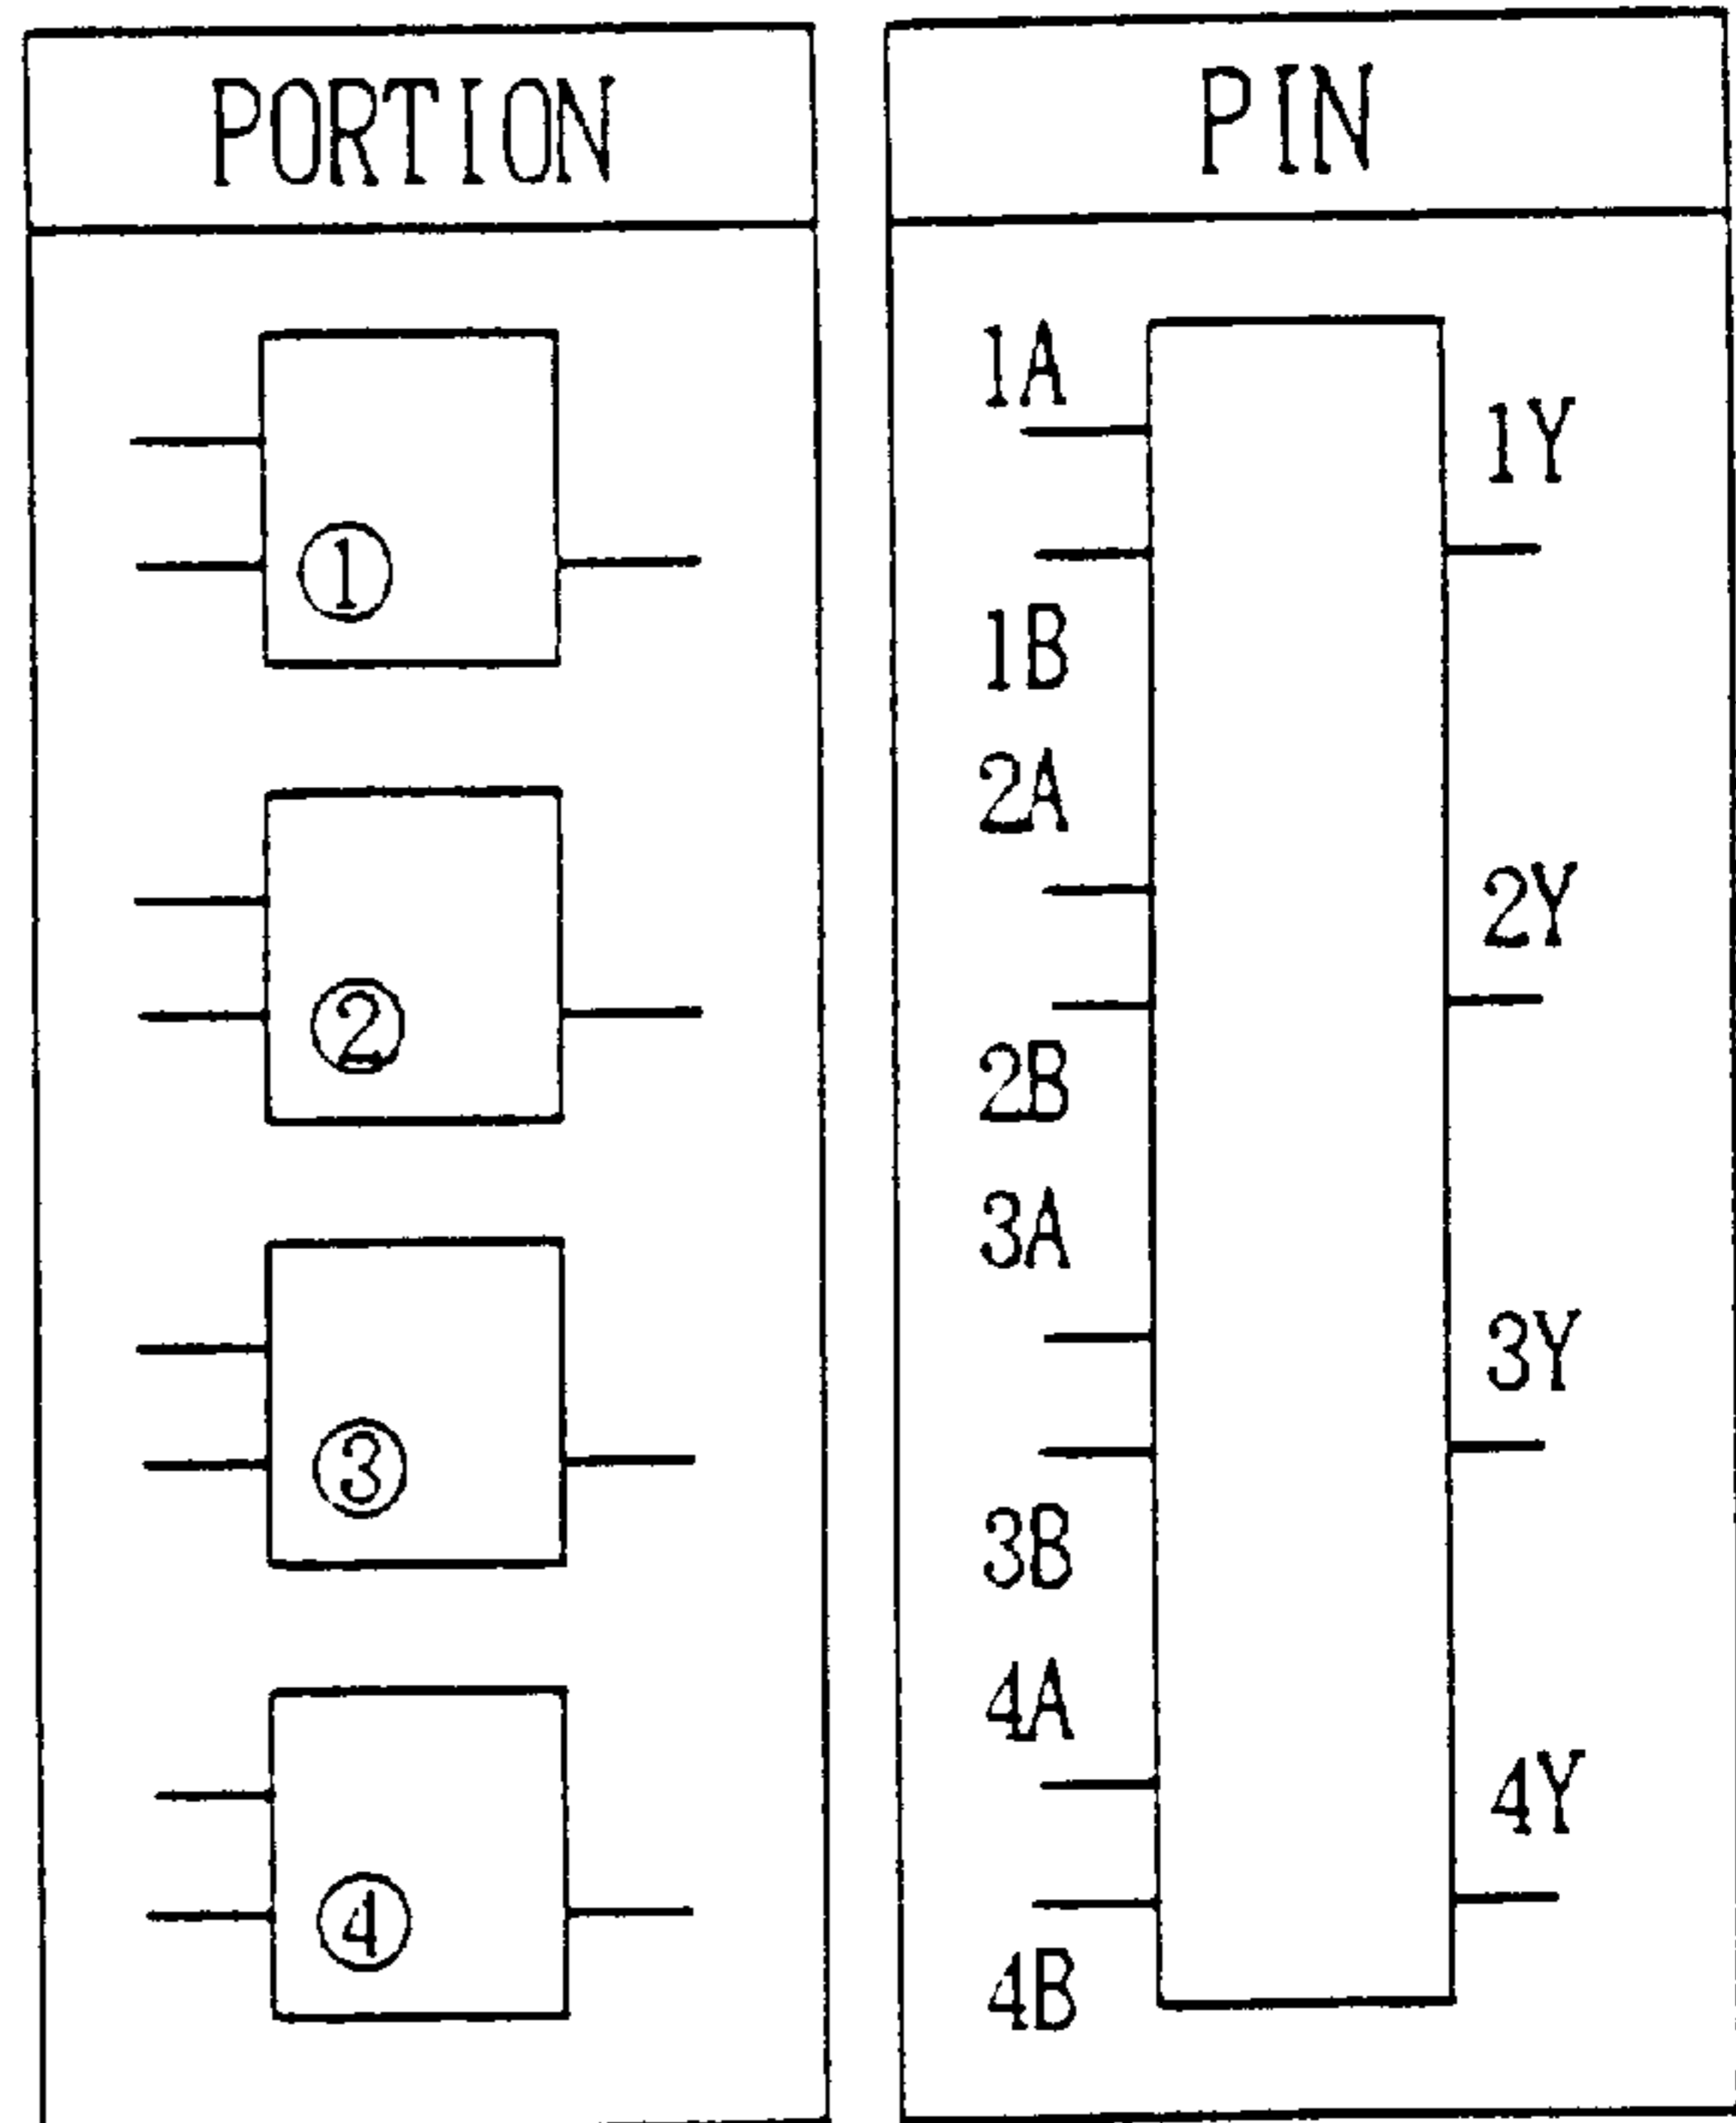 PORTION
①
②
③
④
PIN
1A
1Y
1B
2A
2Y
2B
3A
3Y
3B
4A
4Y
4B